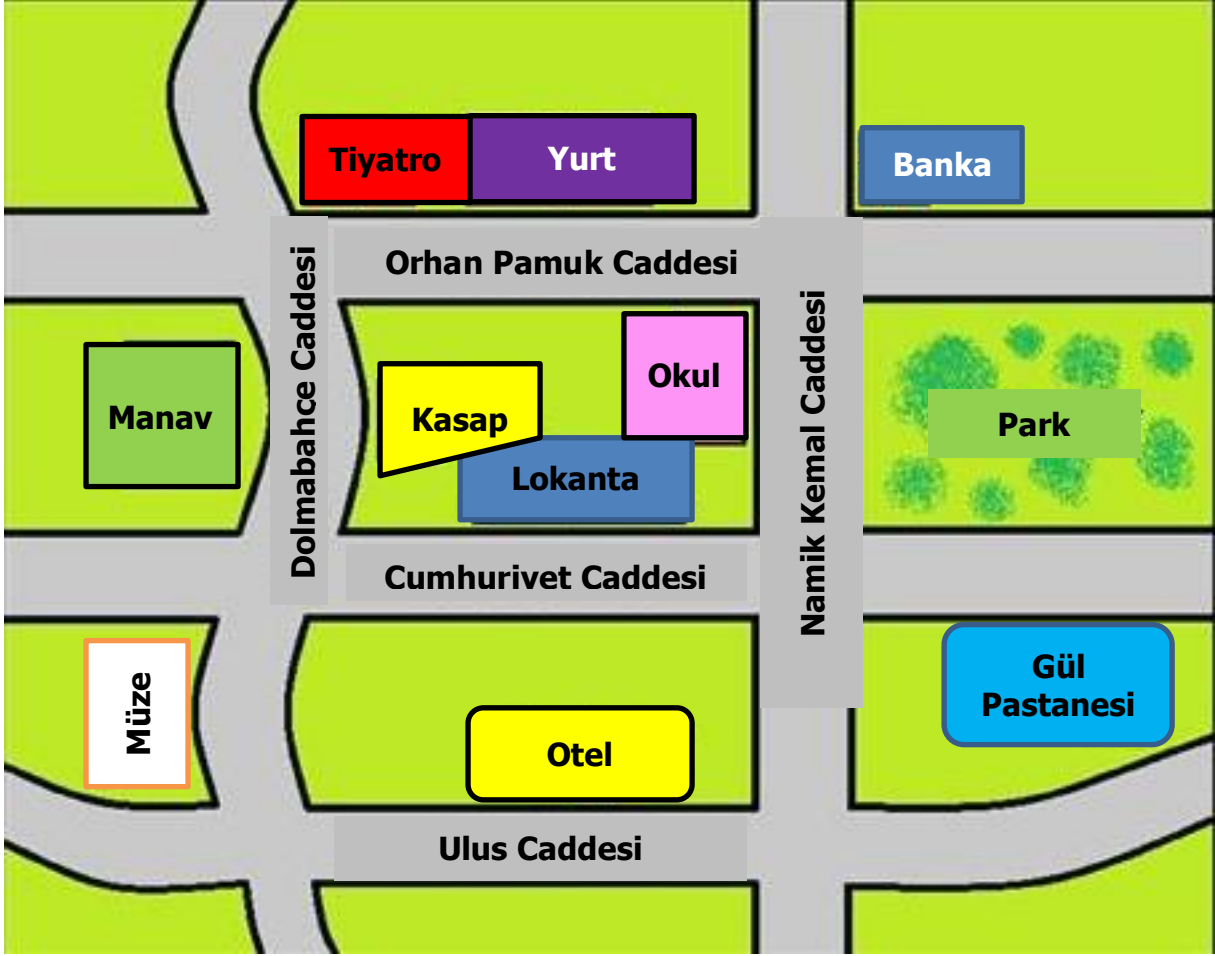 Tiyatro
Yurt
Banka
Orhan Pamuk Caddesi
Dolmabahce Caddesi
Namik Kemal Caddesi
Manav
Kasap
Okul
Lokanta
Park
Cumhurivet Caddesi
Müze
Otel
Gül
Pastanesi
Ulus Caddesi